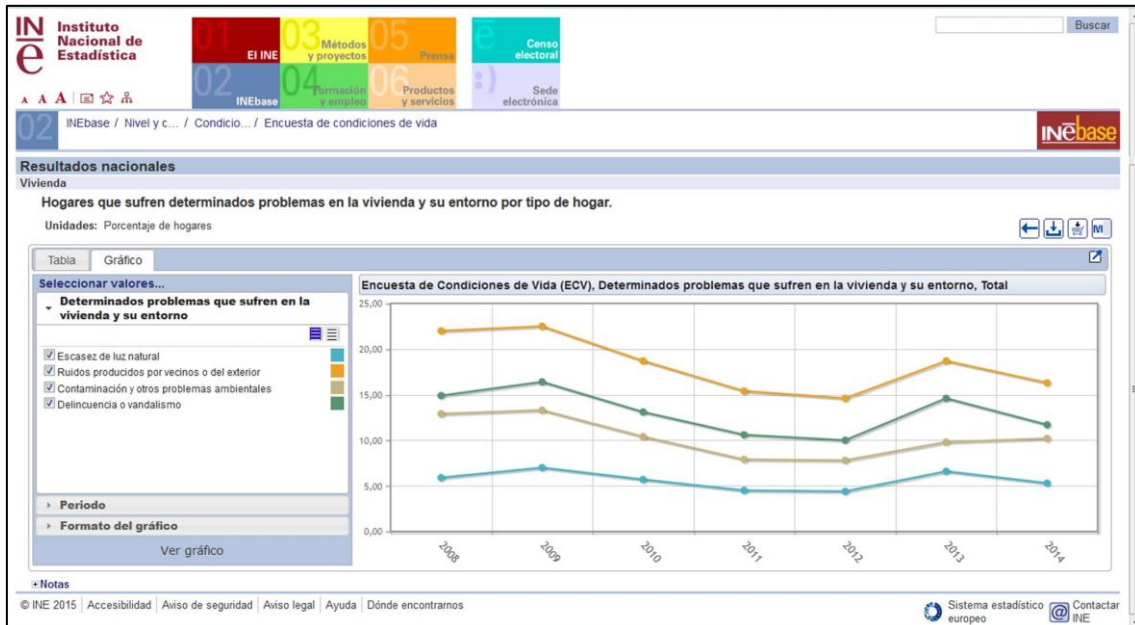 INe
Instituto
Nacional de
Estadística
01
El INE
03
Métodos
y proyectos
05
Prensa
e
Censo
electoral
02
INEbase
04
Formación
y empleo
06
Productos
y servicios
:)
Sede
electrónica
Buscar
A A A
02
INEbase / Nivel y c... / Condicio... / Encuesta de condiciones de vida
INēbase
Resultados nacionales
Vivienda
Hogares que sufren determinados problemas en la vivienda y su entorno por tipo de hogar.
Unidades: Porcentaje de hogares
Tabla
Gráfico
Seleccionar valores...
Determinados problemas que sufren en la
vivienda y su entorno
Escasez de luz natural
Ruidos producidos por vecinos o del exterior
Contaminación y otros problemas ambientales
Delincuencia o vandalismo
Periodo
Formato del gráfico
Ver gráfico
Encuesta de Condiciones de Vida (ECV), Determinados problemas que sufren en la vivienda y su entorno, Total
25,00
20,00
15,00
10,00
5,00
0,00
2008
2009
2010
2011
2012
2013
2014
+Notas
© INE 2015 | Accesibilidad | Aviso de seguridad | Aviso legal | Ayuda | Dónde encontrarnos
Sistema estadístico
europeo
@ Contactar
INE